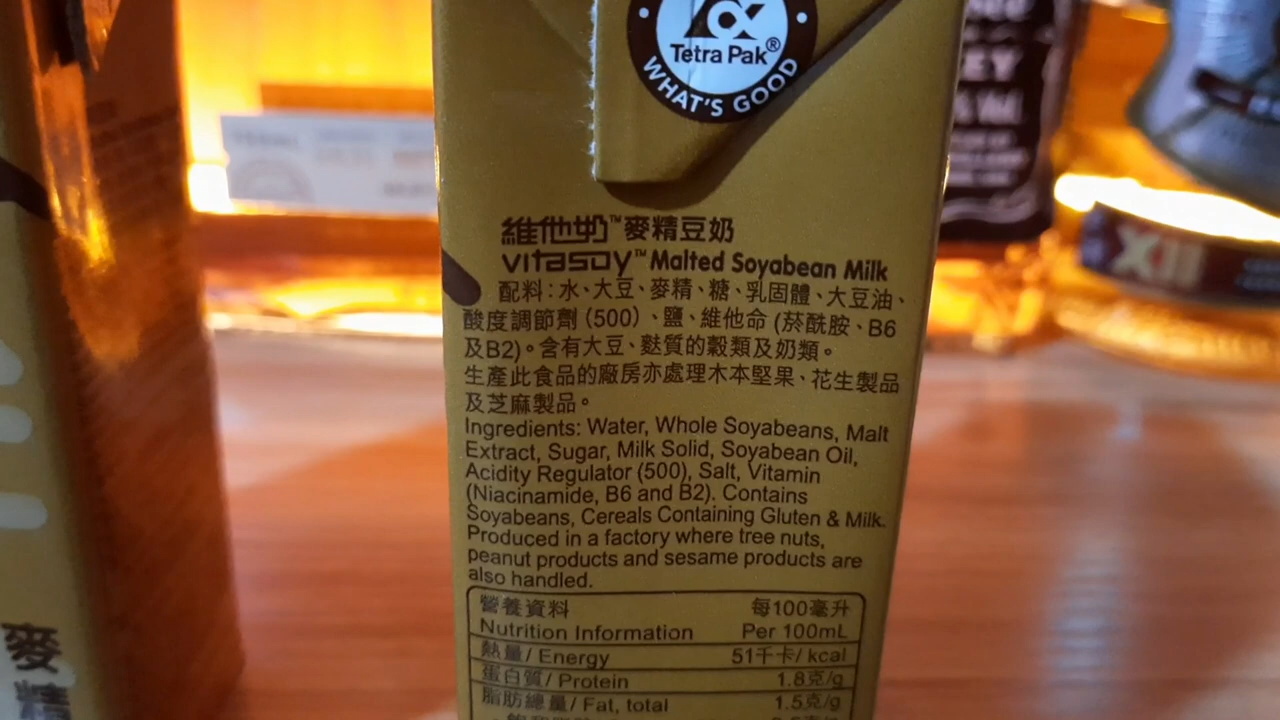 Tetra Pak®
WHAT'S GOOD
維他奶™麥精豆奶
VITASOY™ Malted Soyabean Milk
配料：水、大豆、麥精、糖、乳固體、大豆油、
酸度調節劑（500）、鹽、維他命 (菸酰胺、B6
及B2)。含有大豆、麩質的穀類及奶類。
生產此食品的廠房亦處理木本堅果、花生製品
及芝麻製品。
Ingredients: Water, Whole Soyabeans, Malt
Extract, Sugar, Milk Solid, Soyabean Oil,
Acidity Regulator (500), Salt, Vitamin
(Niacinamide, B6 and B2). Contains
Soyabeans, Cereals Containing Gluten & Milk.
Produced in a factory where tree nuts,
peanut products and sesame products are
also handled.
營養資料 每100毫升
Nutrition Information Per 100mL
熱量/ Energy 51千卡/ kcal
蛋白質/ Protein 1.8克/g
脂肪總量/ Fat, total 1.5克/g
麥
精
XII